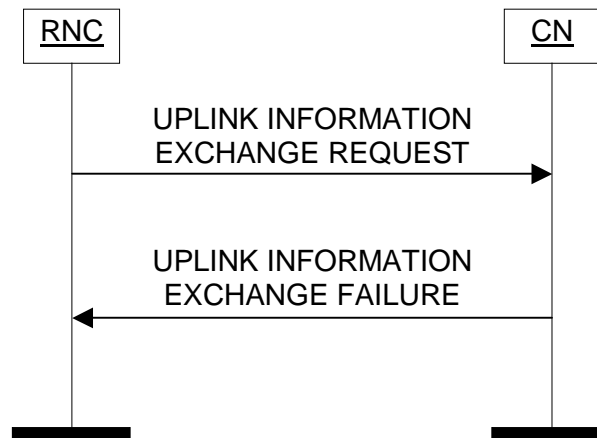 RNC
CN
UPLINK INFORMATION
EXCHANGE REQUEST
UPLINK INFORMATION
EXCHANGE FAILURE